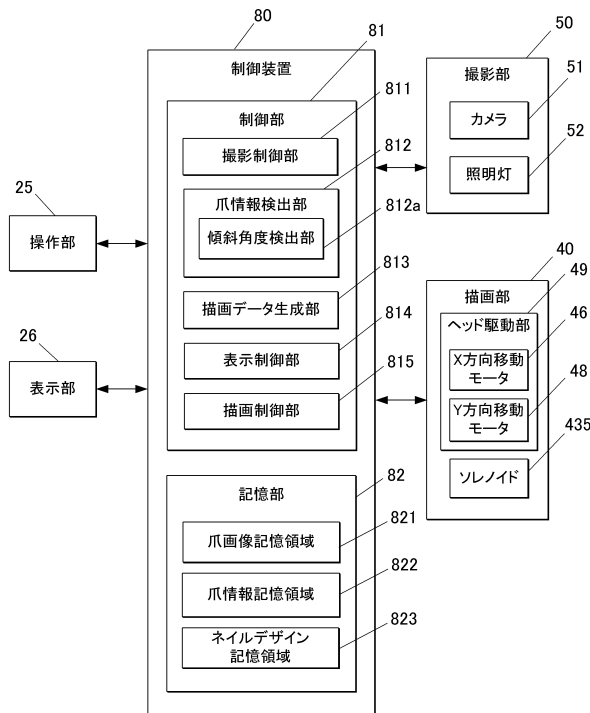 80
制御装置
81
制御部
811
撮影制御部
812
爪情報検出部
812a
傾斜角度検出部
813
描画データ生成部
814
表示制御部
815
描画制御部
82
記憶部
821
爪画像記憶領域
822
爪情報記憶領域
823
ネイルデザイン
記憶領域
25
操作部
26
表示部
50
撮影部
51
カメラ
52
照明灯
40
描画部
49
ヘッド駆動部
46
X方向移動
モータ
48
Y方向移動
モータ
435
ソレノイド